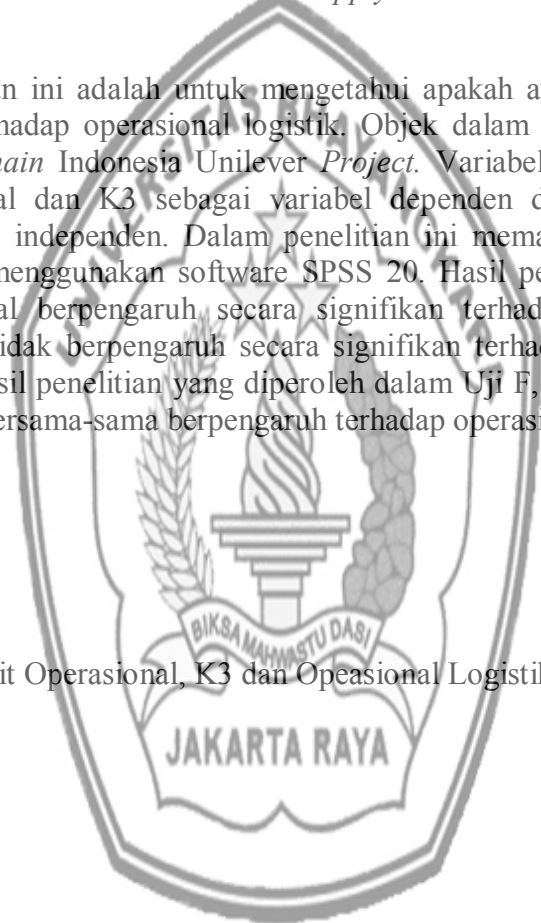 n ini adalah untuk mengetahui apakah a
hadap operasional logistik. Objek dalam
hain Indonesia Unilever Project. Variabel
al dan K3 sebagai variabel dependen d
independen. Dalam penelitian ini mema
menggunakan software SPSS 20. Hasil pe
al berpengaruh secara signifikan terhad
idak berpengaruh secara signifikan terhad
sil penelitian yang diperoleh dalam Uji F,
ersama-sama berpengaruh terhadap operasi
BIKSA MAHWASTU DASI
it Operasional, K3 dan Opeasional Logistik
JAKARTA RAYA